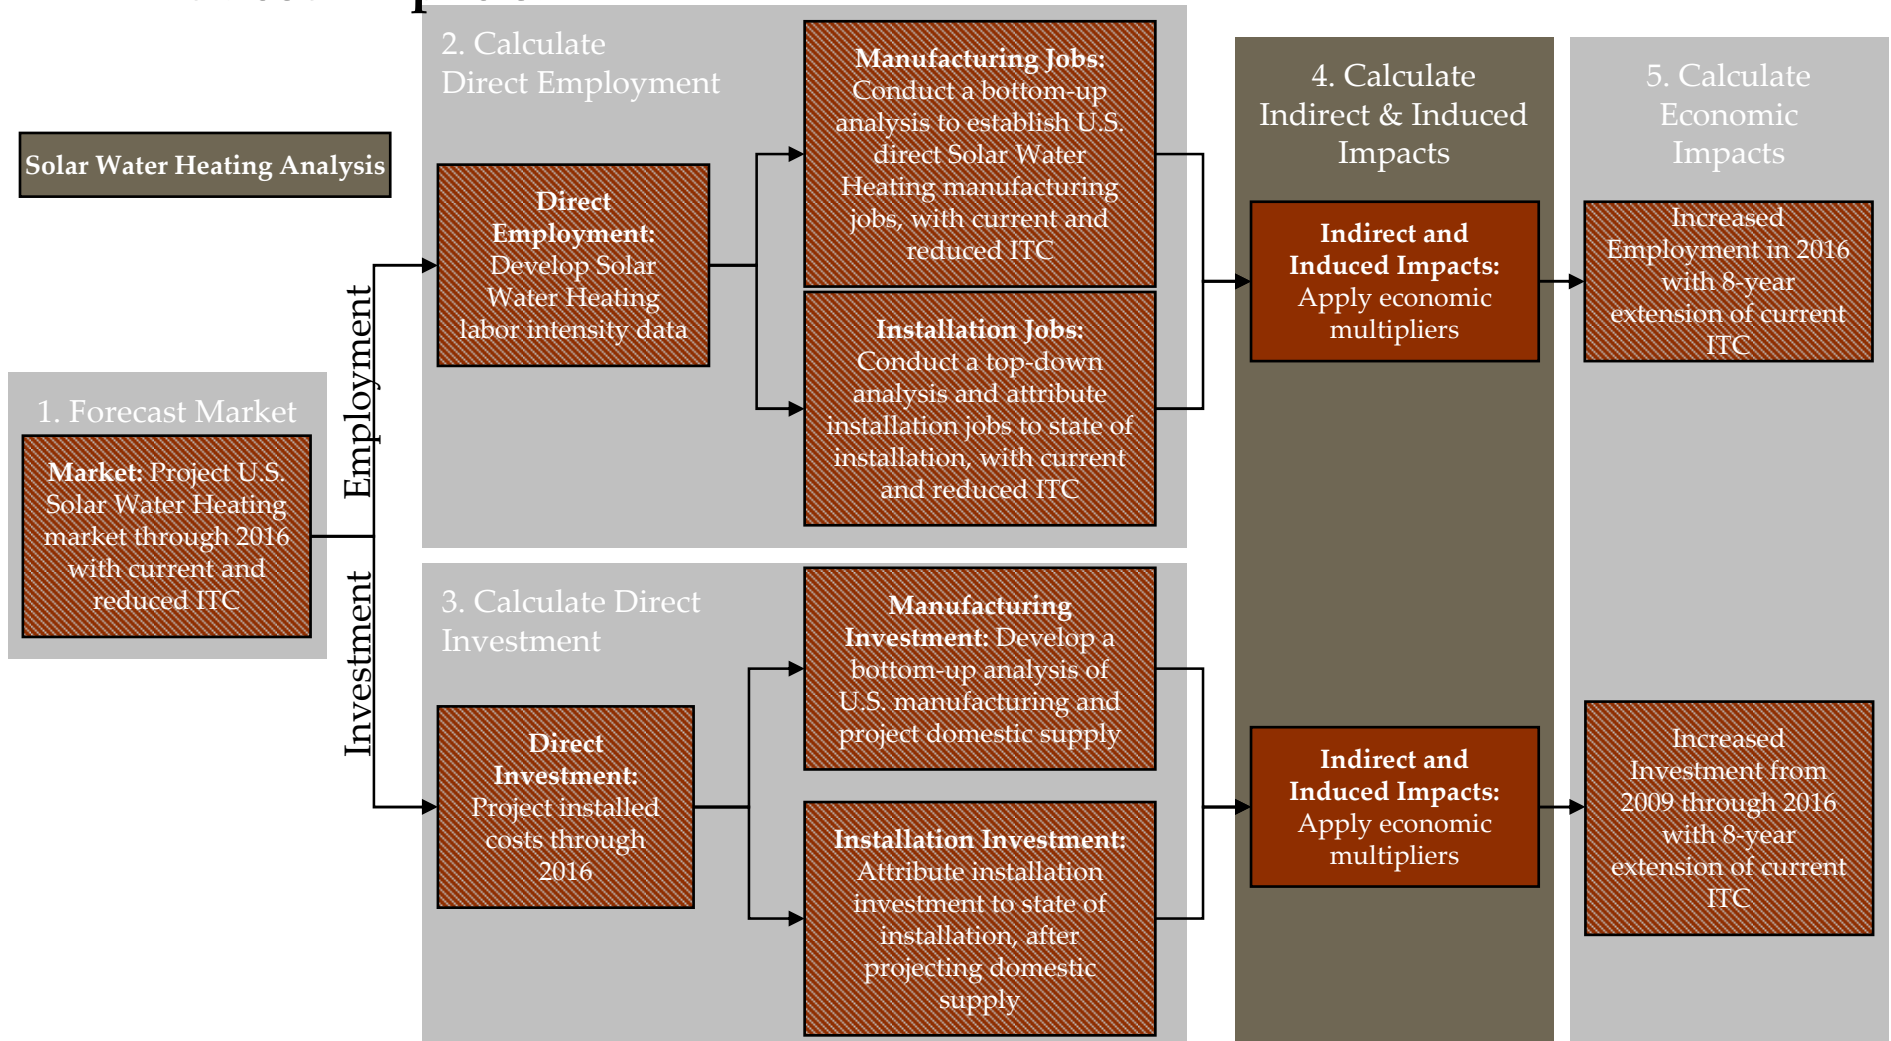 Solar Water Heating Analysis
1. Forecast Market
Market: Project U.S.
Solar Water Heating
market through 2016
with current and
reduced ITC
Employment
Investment
2. Calculate
Direct Employment
Direct
Employment:
Develop Solar
Water Heating
labor intensity data
Manufacturing Jobs:
Conduct a bottom-up
analysis to establish U.S.
direct Solar Water
Heating manufacturing
jobs, with current and
reduced ITC
Installation Jobs:
Conduct a top-down
analysis and attribute
installation jobs to state of
installation, with current
and reduced ITC
3. Calculate Direct
Investment
Direct
Investment:
Project installed
costs through
2016
Manufacturing
Investment: Develop a
bottom-up analysis of
U.S. manufacturing and
project domestic supply
Installation Investment:
Attribute installation
investment to state of
installation, after
projecting domestic
supply
4. Calculate
Indirect & Induced
Impacts
Indirect and
Induced Impacts:
Apply economic
multipliers
Indirect and
Induced Impacts:
Apply economic
multipliers
5. Calculate
Economic
Impacts
Increased
Employment in 2016
with 8-year
extension of current
ITC
Increased
Investment from
2009 through 2016
with 8-year
extension of current
ITC